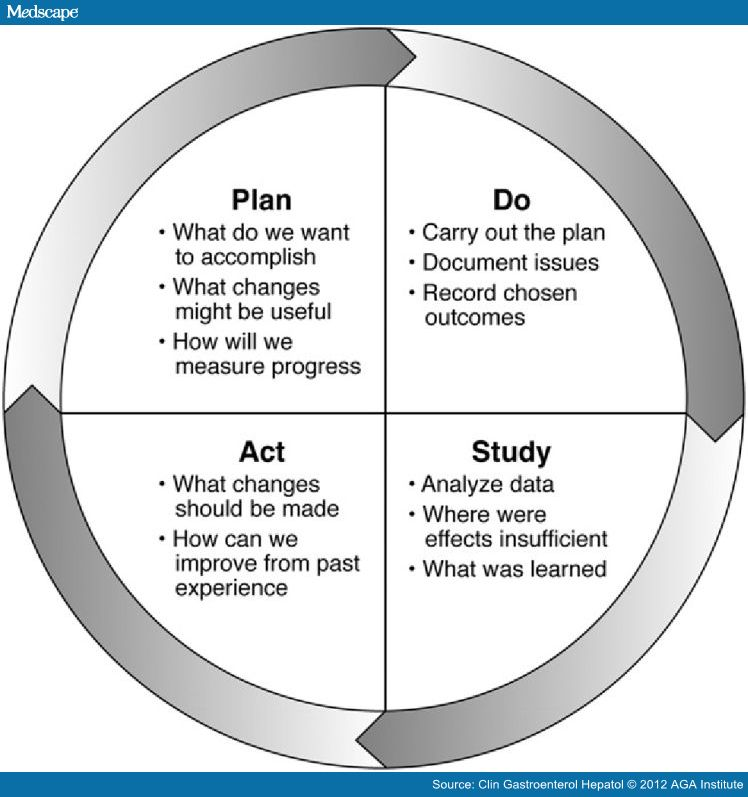 Medscape
Plan
• What do we want
to accomplish
• What changes
might be useful
• How will we
measure progress
Do
• Carry out the plan
• Document issues
• Record chosen
outcomes
Act
• What changes
should be made
• How can we
improve from past
experience
Study
• Analyze data
• Where were
effects insufficient
• What was learned
Source: Clin Gastroenterol Hepatol © 2012 AGA Institute